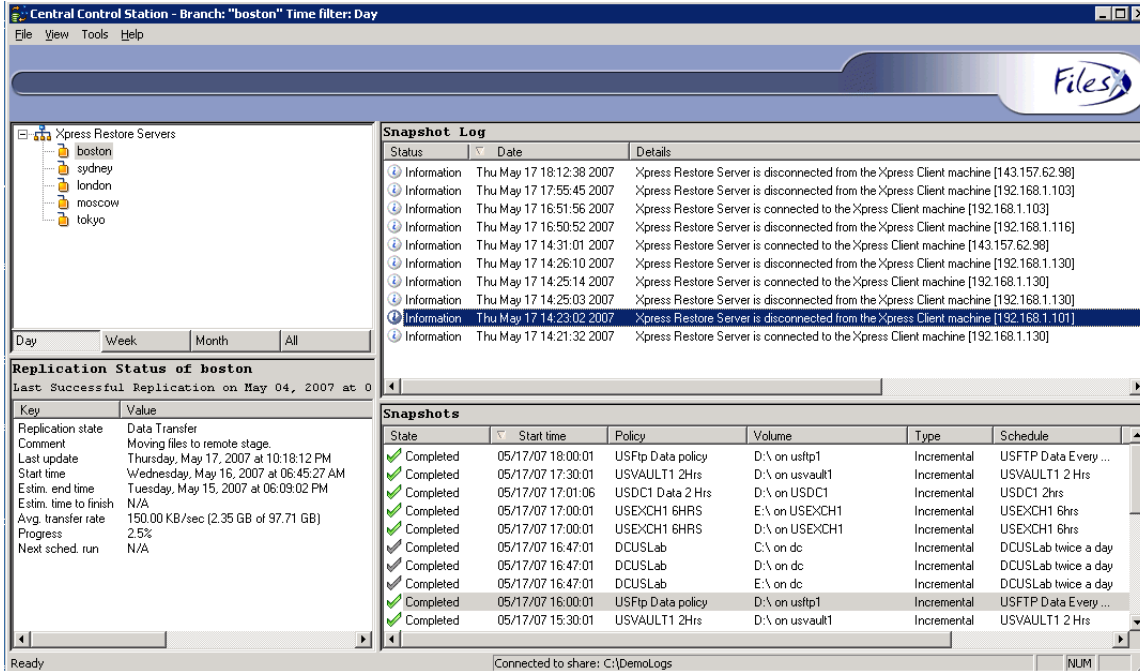 Central Control Station - Branch: "boston" Time filter: Day
File View Tools Help
FilesX
Xpress Restore Servers
boston
sydney
london
moscow
tokyo
Day Week Month All
Replication Status of boston
Last Successful Replication on May 04, 2007 at 0
Key Value
Replication state Data Transfer
Comment Moving files to remote stage.
Last update Thursday, May 17, 2007 at 10:18:12 PM
Start time Wednesday, May 16, 2007 at 06:45:27 AM
Estim. end time Tuesday, May 15, 2007 at 06:09:02 PM
Estim. time to finish N/A
Avg. transfer rate 150.00 KB/sec (2.35 GB of 97.71 GB)
Progress 2.5%
Next sched. run N/A
Snapshot Log
Status Date Details
Information Thu May 17 18:12:38 2007 Xpress Restore Server is disconnected from the Xpress Client machine [143.157.62.98]
Information Thu May 17 17:55:45 2007 Xpress Restore Server is disconnected from the Xpress Client machine [192.168.1.103]
Information Thu May 17 16:51:56 2007 Xpress Restore Server is connected to the Xpress Client machine [192.168.1.103]
Information Thu May 17 16:50:52 2007 Xpress Restore Server is disconnected from the Xpress Client machine [192.168.1.116]
Information Thu May 17 14:31:01 2007 Xpress Restore Server is connected to the Xpress Client machine [143.157.62.98]
Information Thu May 17 14:26:10 2007 Xpress Restore Server is disconnected from the Xpress Client machine [192.168.1.130]
Information Thu May 17 14:25:14 2007 Xpress Restore Server is connected to the Xpress Client machine [192.168.1.130]
Information Thu May 17 14:25:03 2007 Xpress Restore Server is disconnected from the Xpress Client machine [192.168.1.130]
Information Thu May 17 14:23:02 2007 Xpress Restore Server is disconnected from the Xpress Client machine [192.168.1.101]
Information Thu May 17 14:21:32 2007 Xpress Restore Server is connected to the Xpress Client machine [192.168.1.130]
Snapshots
State Start time Policy Volume Type Schedule
Completed 05/17/07 18:00:01 USFtp Data policy D:\ on usftp1 Incremental USFTP Data Every ...
Completed 05/17/07 17:30:01 USVAULT1 2Hrs D:\ on usvault1 Incremental USVAULT1 2 Hrs
Completed 05/17/07 17:01:06 USDC1 Data 2 Hrs D:\ on USDC1 Incremental USDC1 2hrs
Completed 05/17/07 17:00:01 USEXCH1 6HRS E:\ on USEXCH1 Incremental USEXCH1 6hrs
Completed 05/17/07 17:00:01 USEXCH1 6HRS D:\ on USEXCH1 Incremental USEXCH1 6hrs
Completed 05/17/07 16:47:01 DCUSLab C:\ on dc Incremental DCUSLab twice a day
Completed 05/17/07 16:47:01 DCUSLab D:\ on dc Incremental DCUSLab twice a day
Completed 05/17/07 16:47:01 DCUSLab E:\ on dc Incremental DCUSLab twice a day
Completed 05/17/07 16:00:01 USFtp Data policy D:\ on usftp1 Incremental USFTP Data Every ...
Completed 05/17/07 15:30:01 USVAULT1 2Hrs D:\ on usvault1 Incremental USVAULT1 2 Hrs
Ready Connected to share: C:\DemoLogs NUM